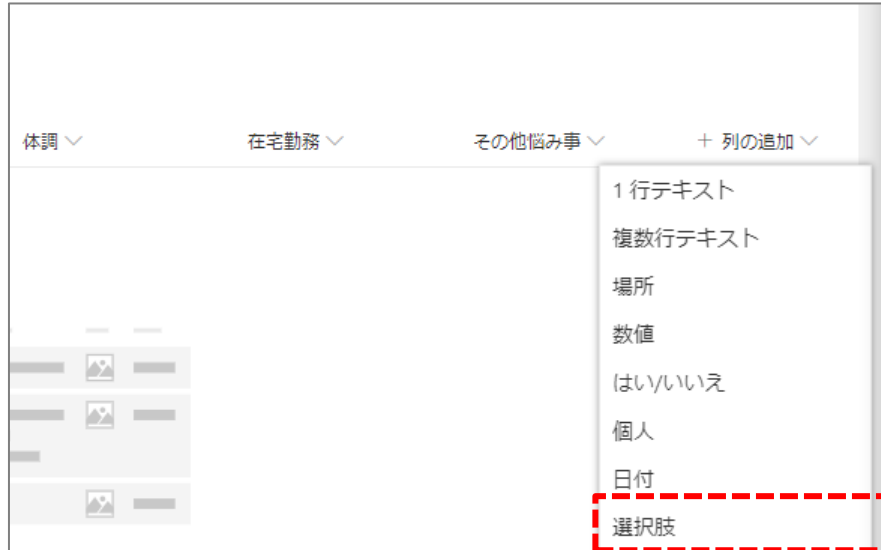 体調 在宅勤務 その他悩み事 + 列の追加
1 行テキスト
複数行テキスト
場所
数値
はい/いいえ
個人
日付
選択肢